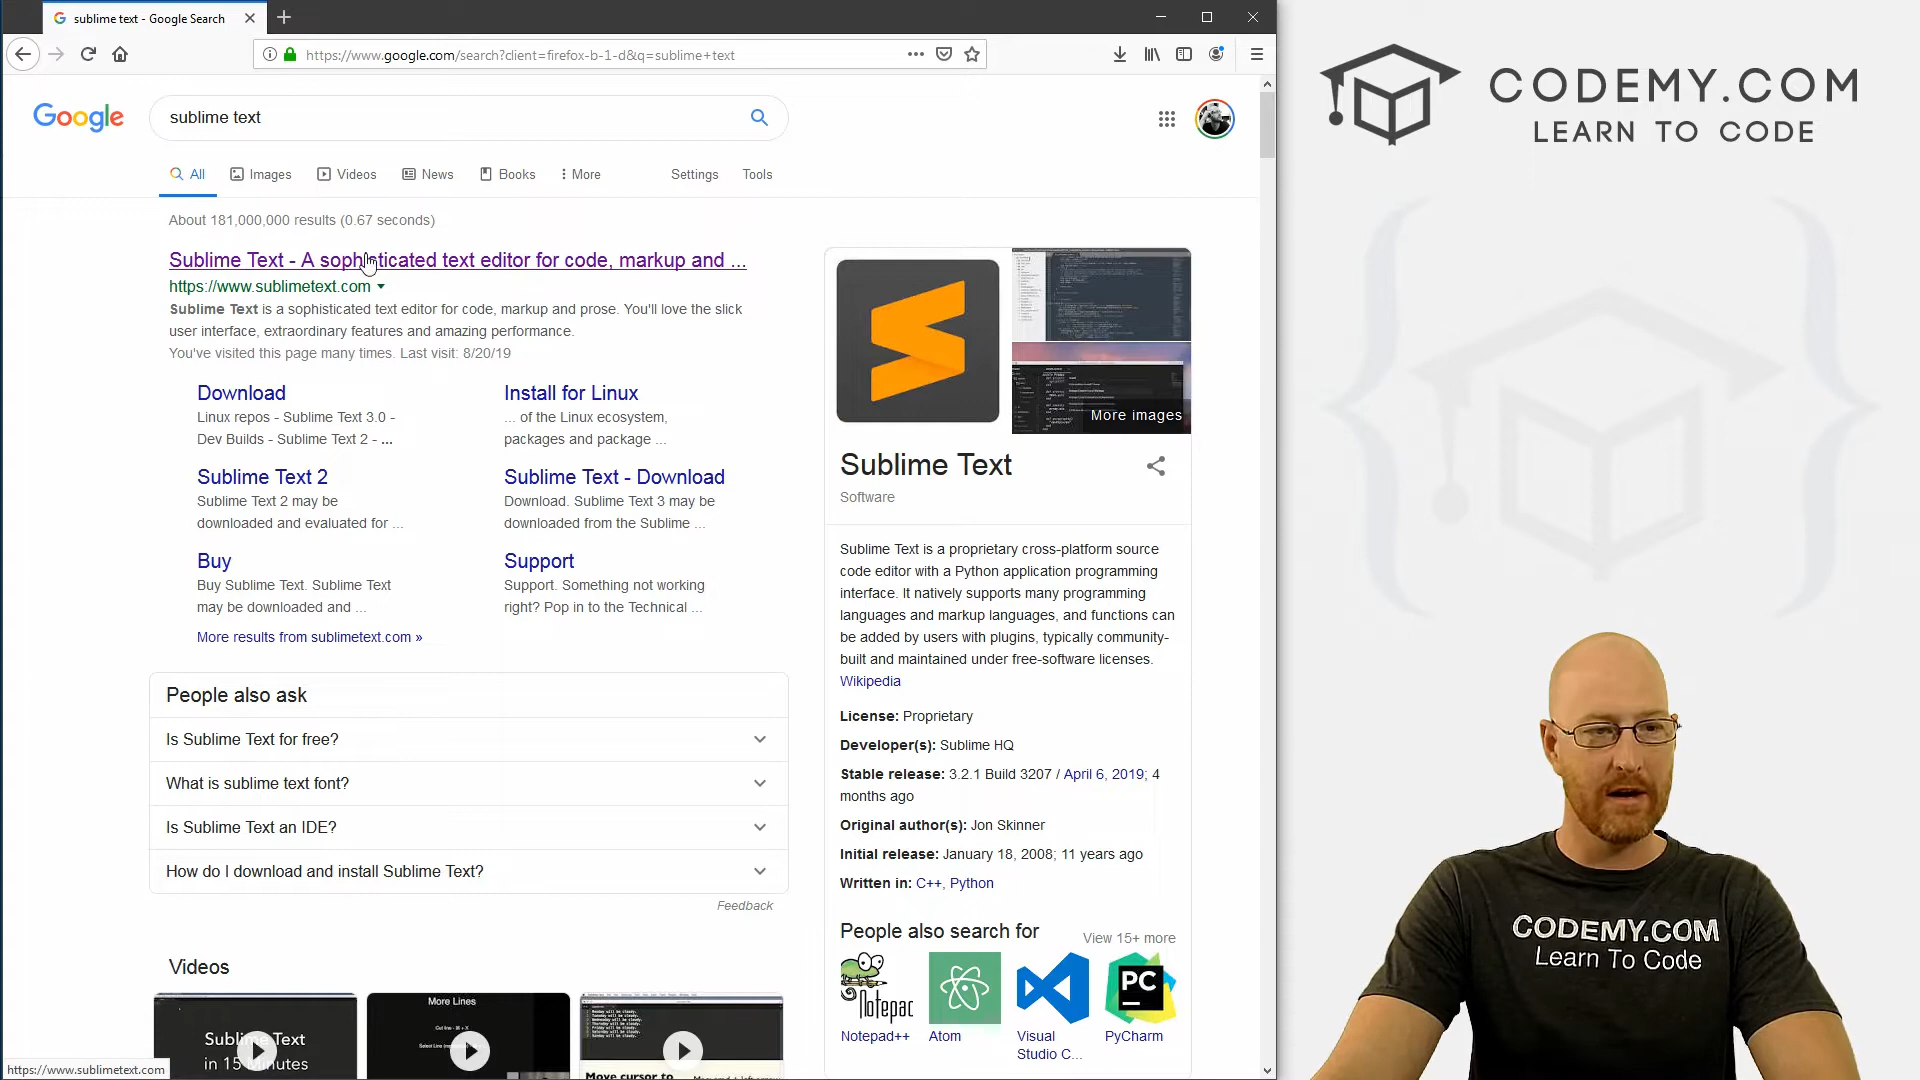 sublime text - Google Search
https://www.google.com/search?client=firefox-b-1-d&q=sublime+text
CODEMY.COM
LEARN TO CODE
Google
sublime text
All
Images
Videos
News
Books
More
Settings
Tools
About 181,000,000 results (0.67 seconds)
Sublime Text - A sophisticated text editor for code, markup and ...
https://www.sublimetext.com
Sublime Text is a sophisticated text editor for code, markup and prose. You'll love the slick
user interface, extraordinary features and amazing performance.
You've visited this page many times. Last visit: 8/20/19
Download
Linux repos - Sublime Text 3.0 -
Dev Builds - Sublime Text 2 - ...
Install for Linux
... of the Linux ecosystem,
packages and package ...
Sublime Text 2
Sublime Text 2 may be
downloaded and evaluated for ...
Sublime Text - Download
Download. Sublime Text 3 may be
downloaded from the Sublime ...
Buy
Buy Sublime Text. Sublime Text
may be downloaded and ...
Support
Support. Something not working
right? Pop in to the Technical ...
More results from sublimetext.com »
People also ask
Is Sublime Text for free?
What is sublime text font?
Is Sublime Text an IDE?
How do I download and install Sublime Text?
Feedback
Videos
Sublime Text
in 15 Minutes
More Lines
Move cursor to
https://www.sublimetext.com
More images
Sublime Text
Software
Sublime Text is a proprietary cross-platform source
code editor with a Python application programming
interface. It natively supports many programming
languages and markup languages, and functions can
be added by users with plugins, typically community-
built and maintained under free-software licenses.
Wikipedia
License: Proprietary
Developer(s): Sublime HQ
Stable release: 3.2.1 Build 3207 / April 6, 2019; 4
months ago
Original author(s): Jon Skinner
Initial release: January 18, 2008; 11 years ago
Written in: C++, Python
People also search for
View 15+ more
Notepad++
Atom
Visual
Studio C...
PC
PyCharm
CODEMY.COM
Learn To Code